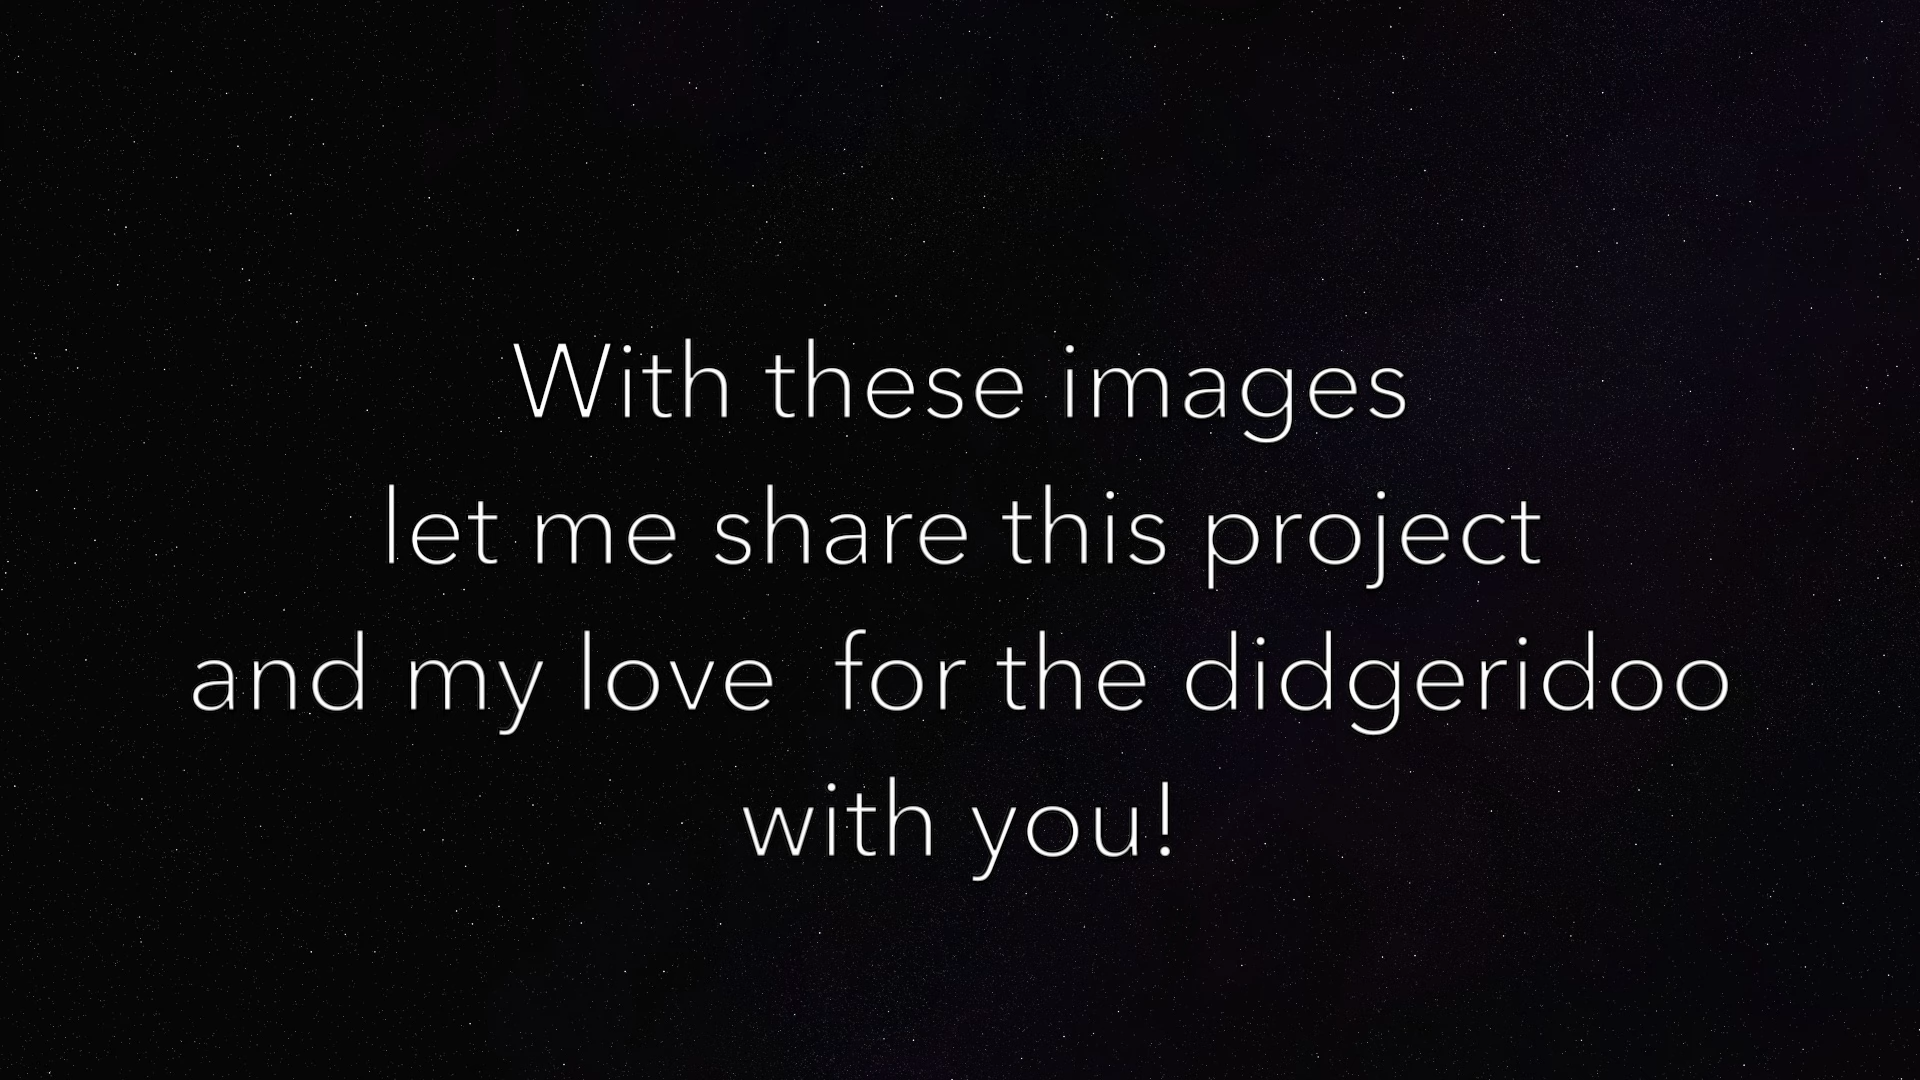 With these images
let me share this project
and my love  for the didgeridoo
with you!